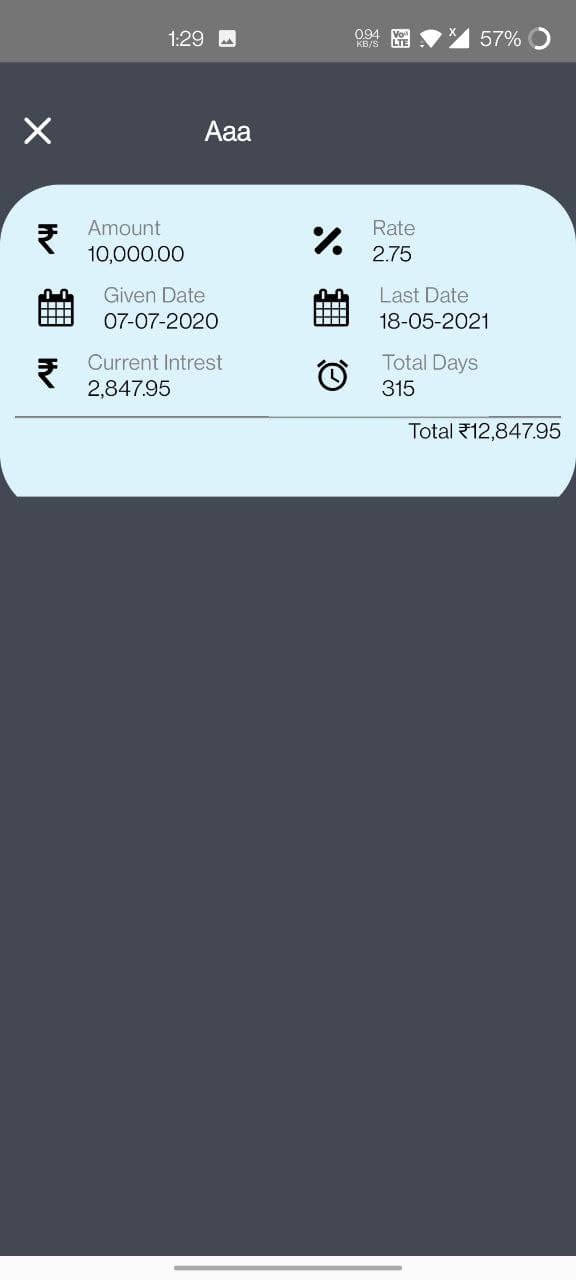 1:29
0.94 KB/S VoD LTE X 57%
Aaa
Amount Rate
10,000.00 2.75
Given Date Last Date
07-07-2020 18-05-2021
Current Intrest Total Days
2,847.95 315
Total ₹12,847.95